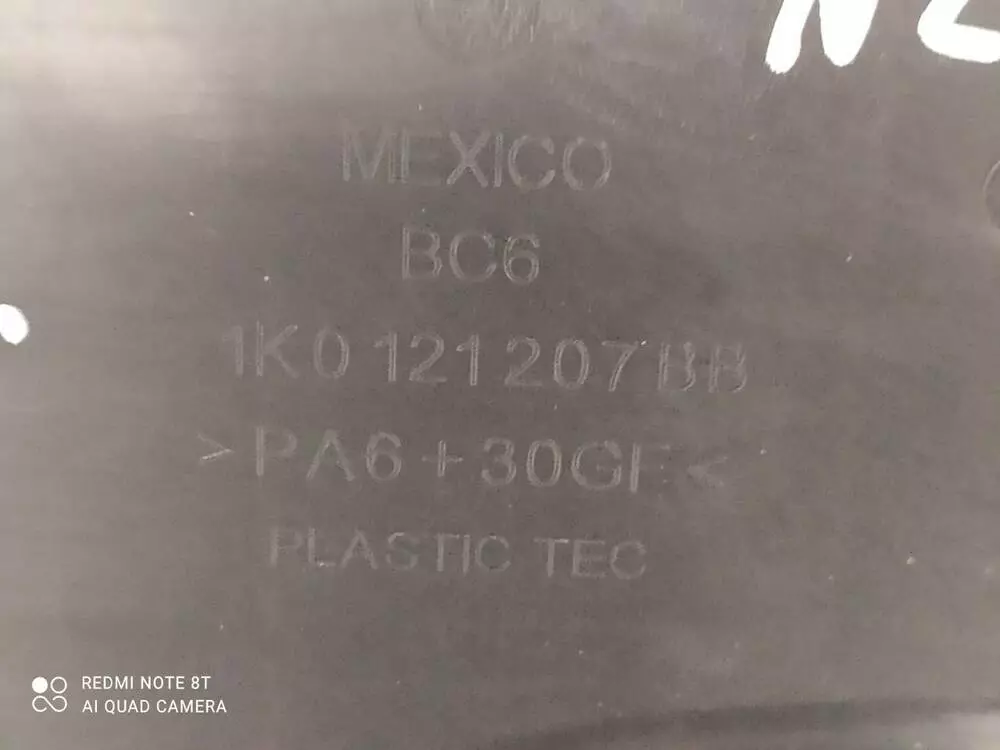 MEXICO
BC6
1K0 121 207 BB
>PA6+30GF<
PLASTIC TEC
REDMI NOTE 8T
AI QUAD CAMERA